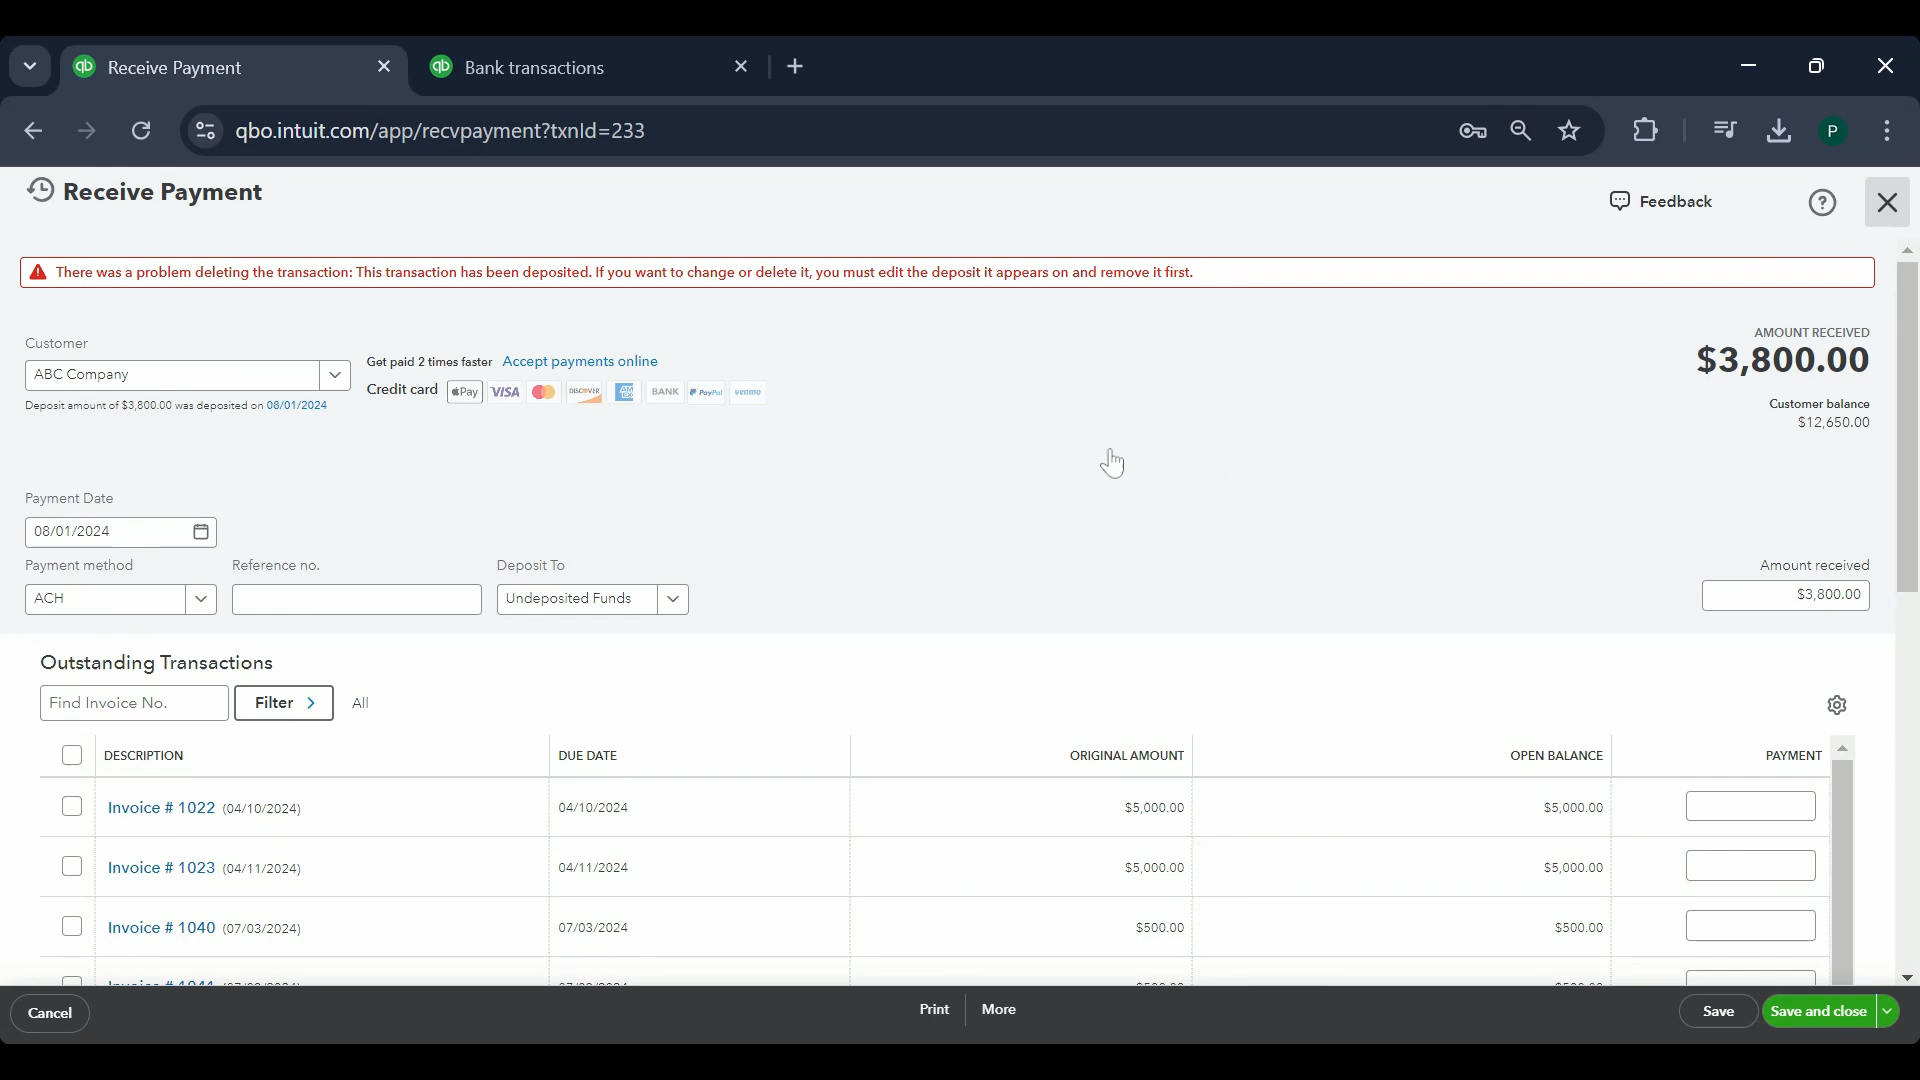 Receive Payment
Bank transactions
qbo.intuit.com/app/recvpayment?txnId=233
P
Receive Payment
Feedback
There was a problem deleting the transaction: This transaction has been deposited. If you want to change or delete it, you must edit the deposit it appears on and remove it first.
Customer
ABC Company
Deposit amount of $3,800.00 was deposited on 08/01/2024
Get paid 2 times faster Accept payments online
Credit card Pay VISA DISCOVER AM EX BANK PayPal venmo
AMOUNT RECEIVED
$3,800.00
Customer balance
$12,650.00
Payment Date
08/01/2024
Payment method Reference no. Deposit To Amount received
ACH Undeposited Funds $3,800.00
Outstanding Transactions
Find Invoice No. Filter All
DESCRIPTION DUE DATE ORIGINAL AMOUNT OPEN BALANCE PAYMENT
Invoice # 1022 (04/10/2024) 04/10/2024 $5,000.00 $5,000.00
Invoice # 1023 (04/11/2024) 04/11/2024 $5,000.00 $5,000.00
Invoice # 1040 (07/03/2024) 07/03/2024 $500.00 $500.00
Cancel Print More Save Save and close